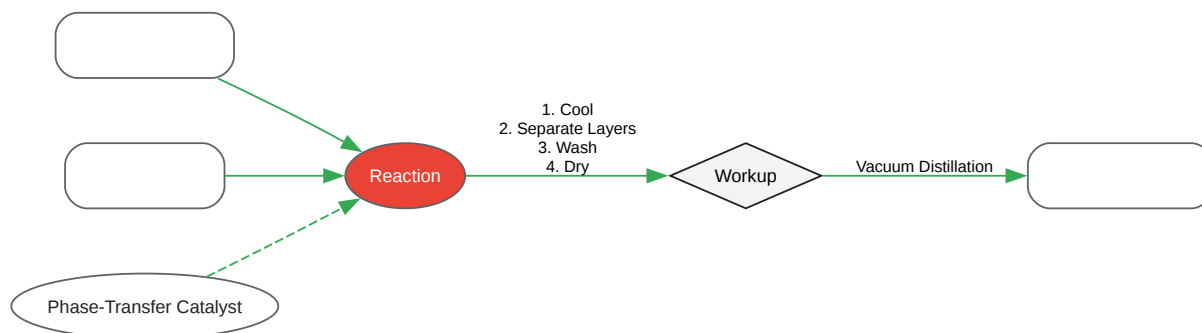 1. Cool
2. Separate Layers
3. Wash
4. Dry
Reaction
Workup
Vacuum Distillation
Phase-Transfer Catalyst